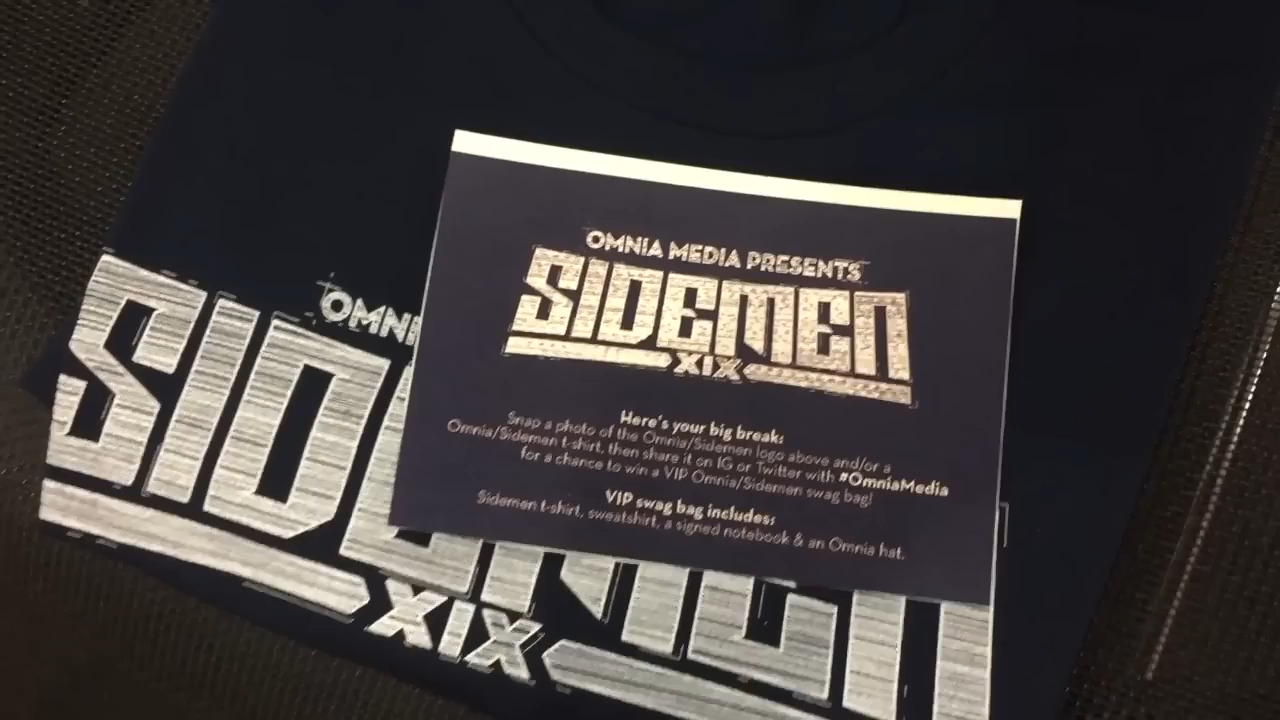 OMNIA MEDIA PRESENTS
SIDEMEN
XIX
Here's your big break:
Snap a photo of the Omnia/Sidemen logo above and/or a
Omnia/Sidemen t-shirt, then share it on IG or Twitter with #OmniaMedia
for a chance to win a VIP Omnia/Sidemen swag bag!
VIP swag bag includes:
Sidemen t-shirt, sweatshirt, a signed notebook & an Omnia hat.
OMNI
SIDEMEN
XIX